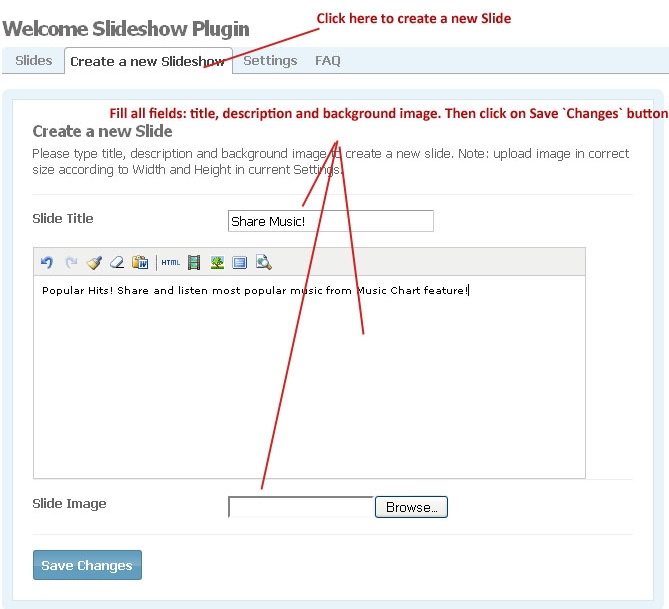 Click here to create a new Slide
Welcome Slideshow Plugin
Slides Create a new Slideshow Settings FAQ
Fill all fields: title, description and background image. Then click on Save `Changes` button
Create a new Slide
Please type title, description and background image to create a new slide. Note: upload image in correct
size according to Width and Height in current Settings.
Slide Title
Share Music!
HTML
Popular Hits! Share and listen most popular music from Music Chart feature!
Slide Image
Browse...
Save Changes